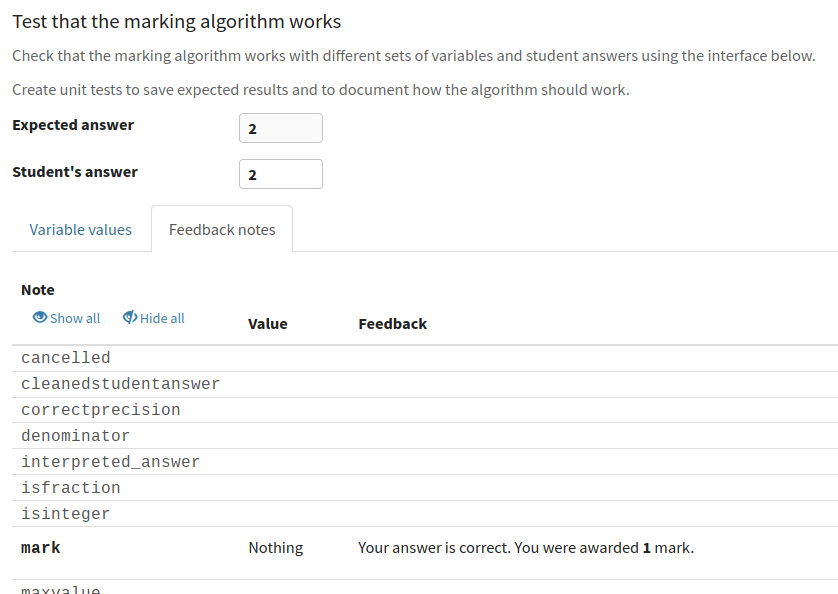 Test that the marking algorithm works
Check that the marking algorithm works with different sets of variables and student answers using the interface below.
Create unit tests to save expected results and to document how the algorithm should work.
Expected answer 2
Student's answer 2
Variable values Feedback notes
Note
Show all Hide all Value Feedback
cancelled
cleanedstudentanswer
correctprecision
denominator
interpreted_answer
isfraction
isinteger
mark Nothing Your answer is correct. You were awarded 1 mark.
maxvalue